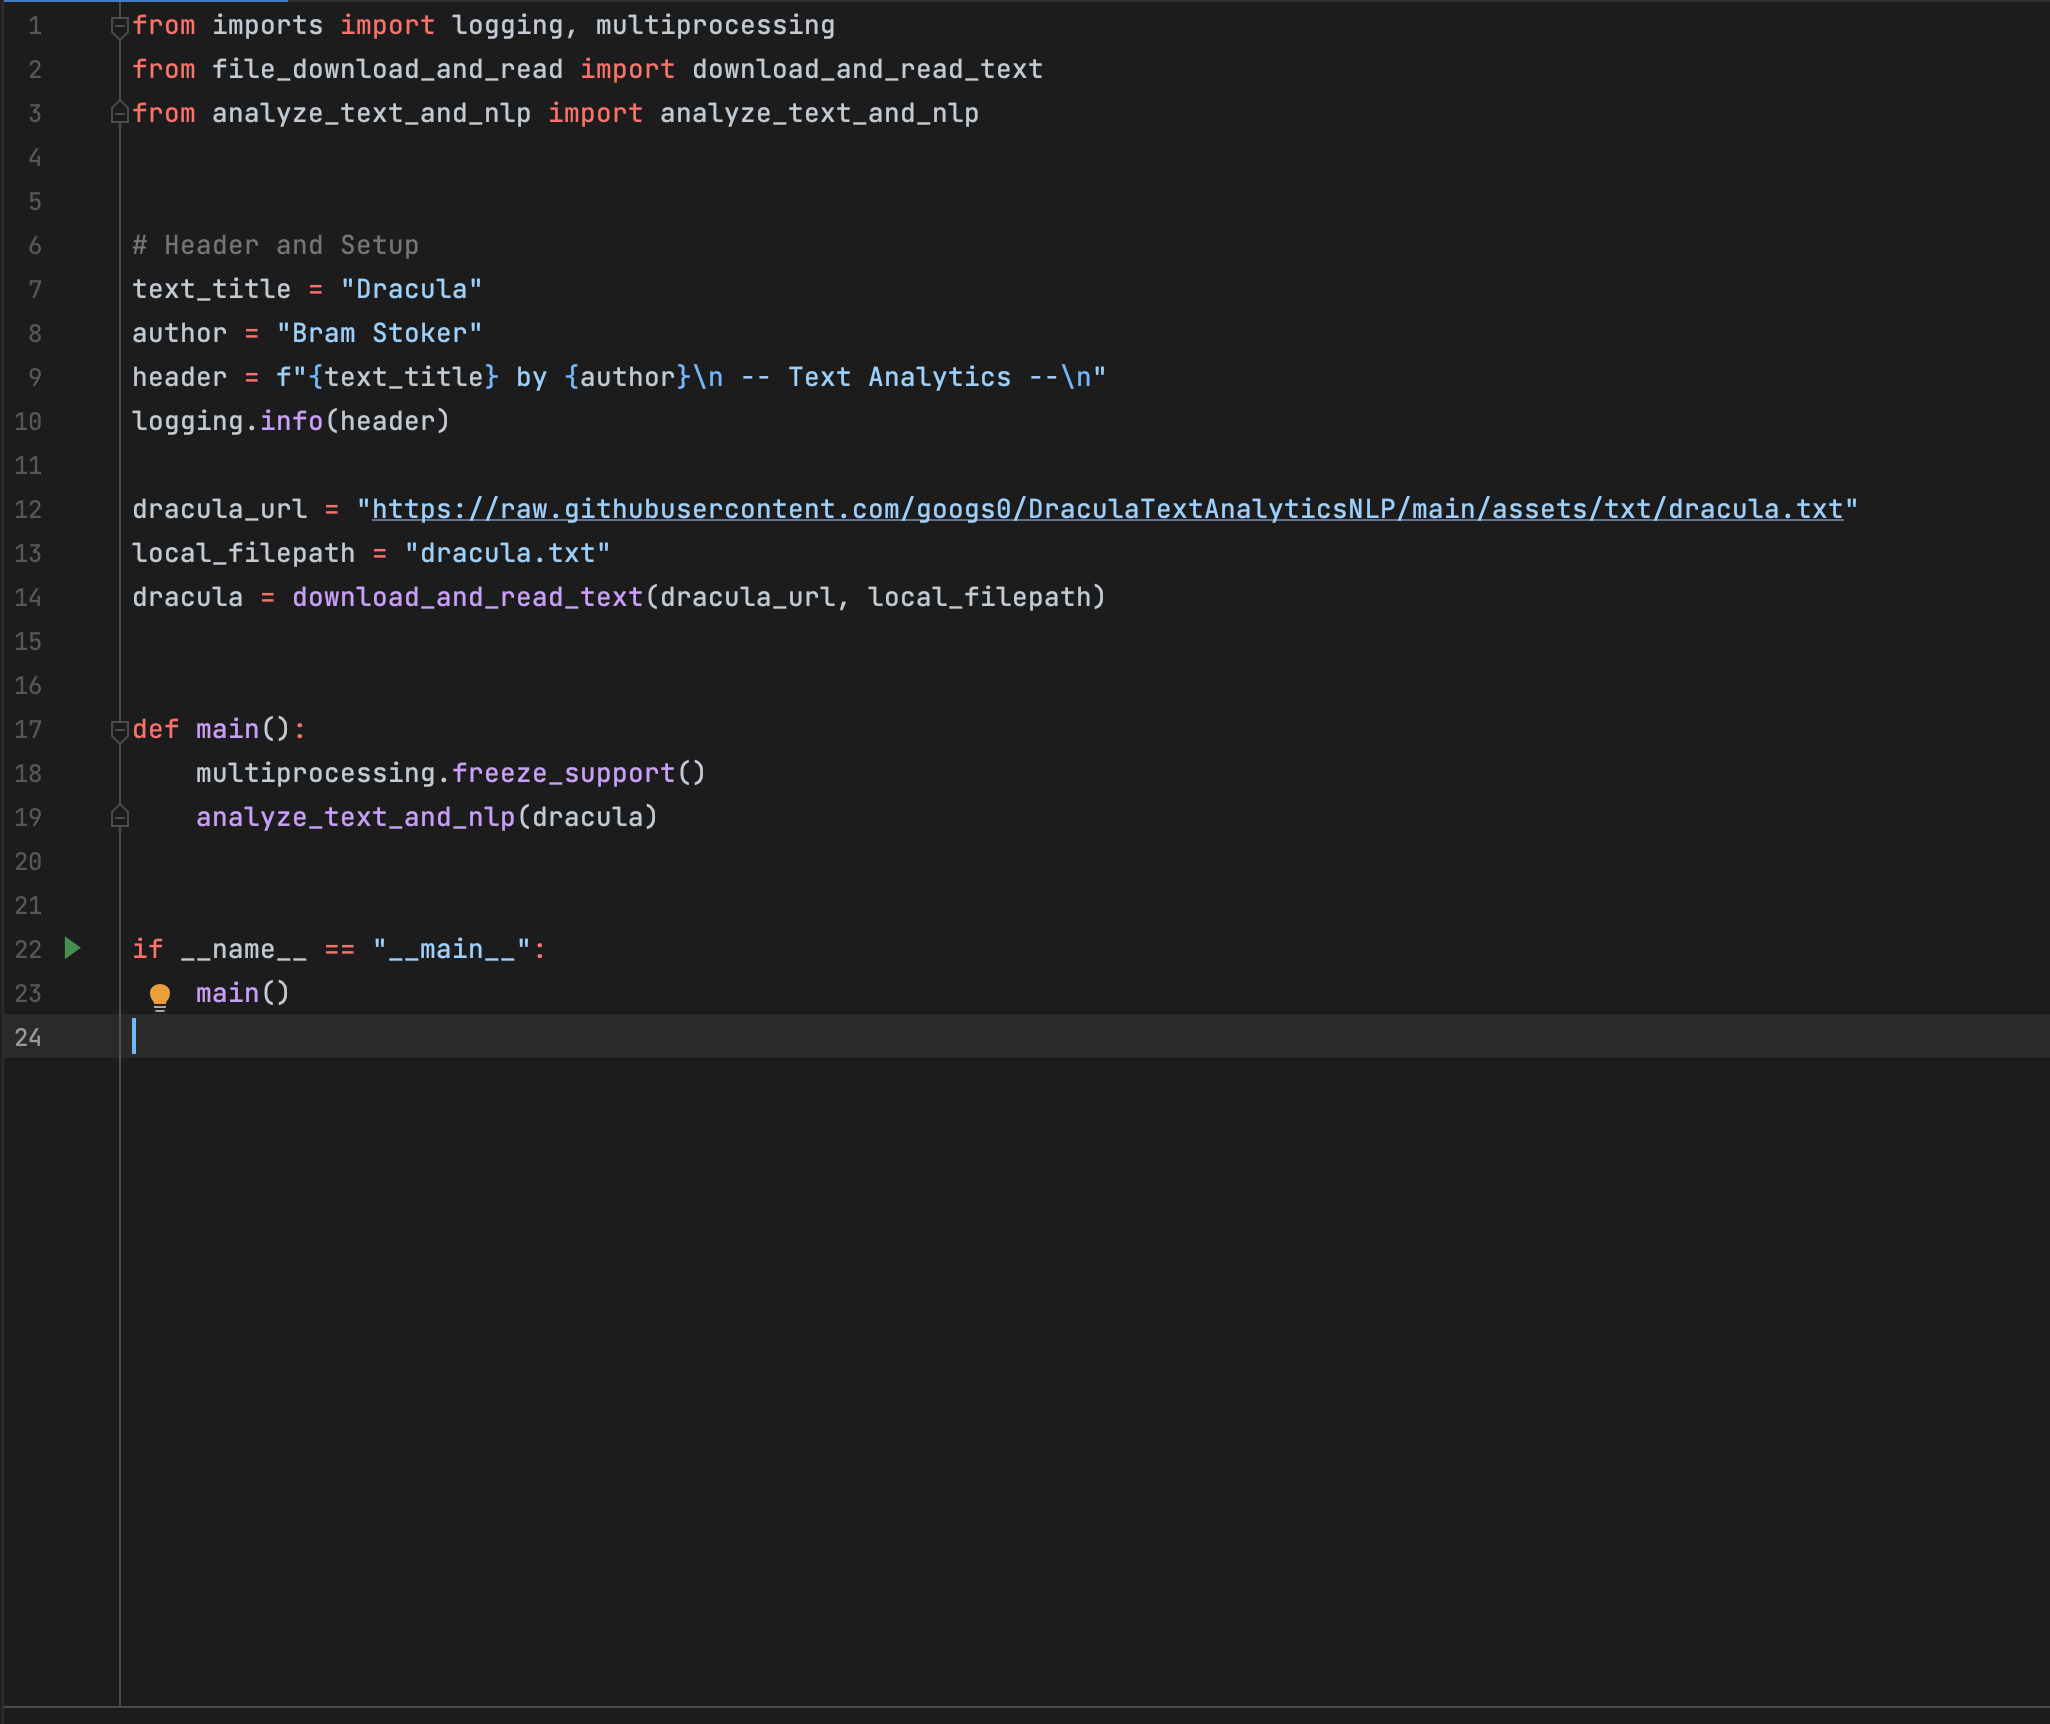 1 from imports import logging, multiprocessing
2 from file_download_and_read import download_and_read_text
3 from analyze_text_and_nlp import analyze_text_and_nlp
4
5
6 # Header and Setup
7 text_title = "Dracula"
8 author = "Bram Stoker"
9 header = f"{text_title} by {author}\n -- Text Analytics --\n"
10 logging.info(header)
11
12 dracula_url = "https://raw.githubusercontent.com/googs0/DraculaTextAnalyticsNLP/main/assets/txt/dracula.txt"
13 local_filepath = "dracula.txt"
14 dracula = download_and_read_text(dracula_url, local_filepath)
15
16
17 def main():
18     multiprocessing.freeze_support()
19     analyze_text_and_nlp(dracula)
20
21
22 if __name__ == "__main__":
23     main()
24